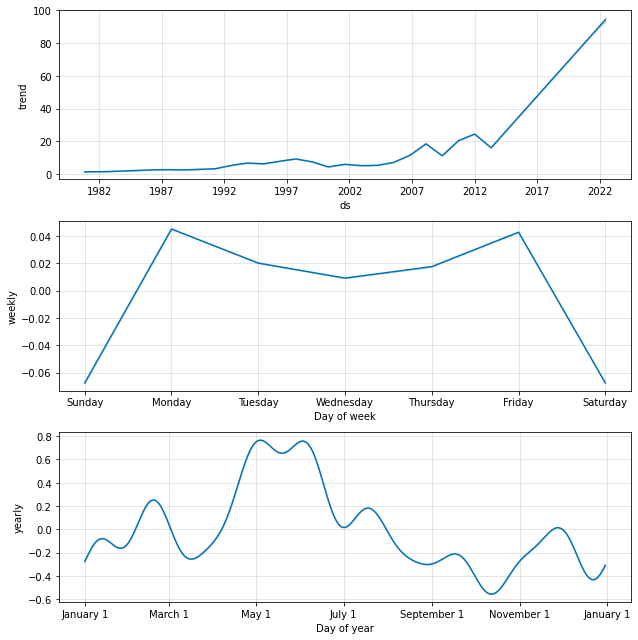 100
80
60
40
20
0
trend
1982 1987 1992 1997 2002 2007 2012 2017 2022
ds
0.04
0.02
0.00
−0.02
−0.04
−0.06
weekly
Sunday Monday Tuesday Wednesday Thursday Friday Saturday
Day of week
0.8
0.6
0.4
0.2
0.0
−0.2
−0.4
−0.6
yearly
January 1 March 1 May 1 July 1 September 1 November 1 January 1
Day of year